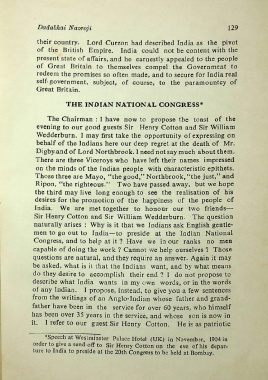 Dadabhai Naoroji 129
their country. Lord Curzon had described India as the pivot
of the British Empire. India could not be content with the
present state of affairs, and he earnestly appealed to the people
of Great Britain to themselves compel the Government to
redeem the promises so often made, and to secure for India real
self-government, subject, of course, to the paramountcy of
Great Britain.
THE INDIAN NATIONAL CONGRESS*
The Chairman : I have now to propose the toast of the
evening to our good guests Sir Henry Cotton and Sir William
Wedderburn. I may first take the opportunity of expressing on
behalf of the Indians here our deep regret at the death of Mr.
Digby and of Lord Northbrook. I need not say much about them.
There are three Viceroys who have left their names impressed
on the minds of the Indian people with characteristic epithets.
Those three are Mayo, "the good," Northbrook, "the just," and
Ripon, "the righteous." Two have passed away, but we hope
the third may live long enough to see the realisation of his
desires for the promotion of the happiness of the people of
India. We are met together to honour our two friends—
Sir Henry Cotton and Sir William Wedderburn. The question
naturally arises : Why is it that we Indians ask English gentle-
men to go out to India—to preside at the Indian National
Congress, and to help at it ? Have we in our ranks no men
capable of doing the work ? Cannot we help ourselves ? Those
questions are natural, and they require an answer. Again it may
be asked, what is it that the Indians want, and by what means
do they desire to accomplish their end ? I do not propose to
describe what India wants in my own words, or in the words
of any Indian. I propose, instead, to give you a few sentences
from the writings of an Anglo-Indian whose father and grand-
father have been in the service for over 60 years, who himself
has been over 35 years in the service, and whose son is now in
it. I refer to our guest Sir Henry Cotton. He is as patriotic
*Speech at Westminster Palace Hotel (UK) in November, 1904 in
order to give a send off to Sir Henry Cotton on the eve of his depar-
ture to India to preside at the 20th Congress to be held at Bombay.